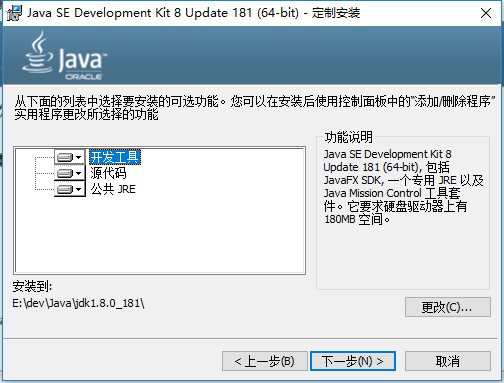 Java SE Development Kit 8 Update 181 (64-bit) - 定制安装
Java
ORACLE
从下面的列表中选择要安装的可选功能。您可以在安装后使用控制面板中的“添加/删除程序”
实用程序更改所选择的功能
开发工具
源代码
公共 JRE
功能说明
Java SE Development Kit 8
Update 181 (64-bit), 包括
JavaFX SDK, 一个专用 JRE 以及
Java Mission Control 工具套
件。它要求硬盘驱动器上有
180MB 空间。
安装到:
E:\dev\Java\jdk1.8.0_181\
更改(C)...
< 上一步(B)
下一步(N) >
取消